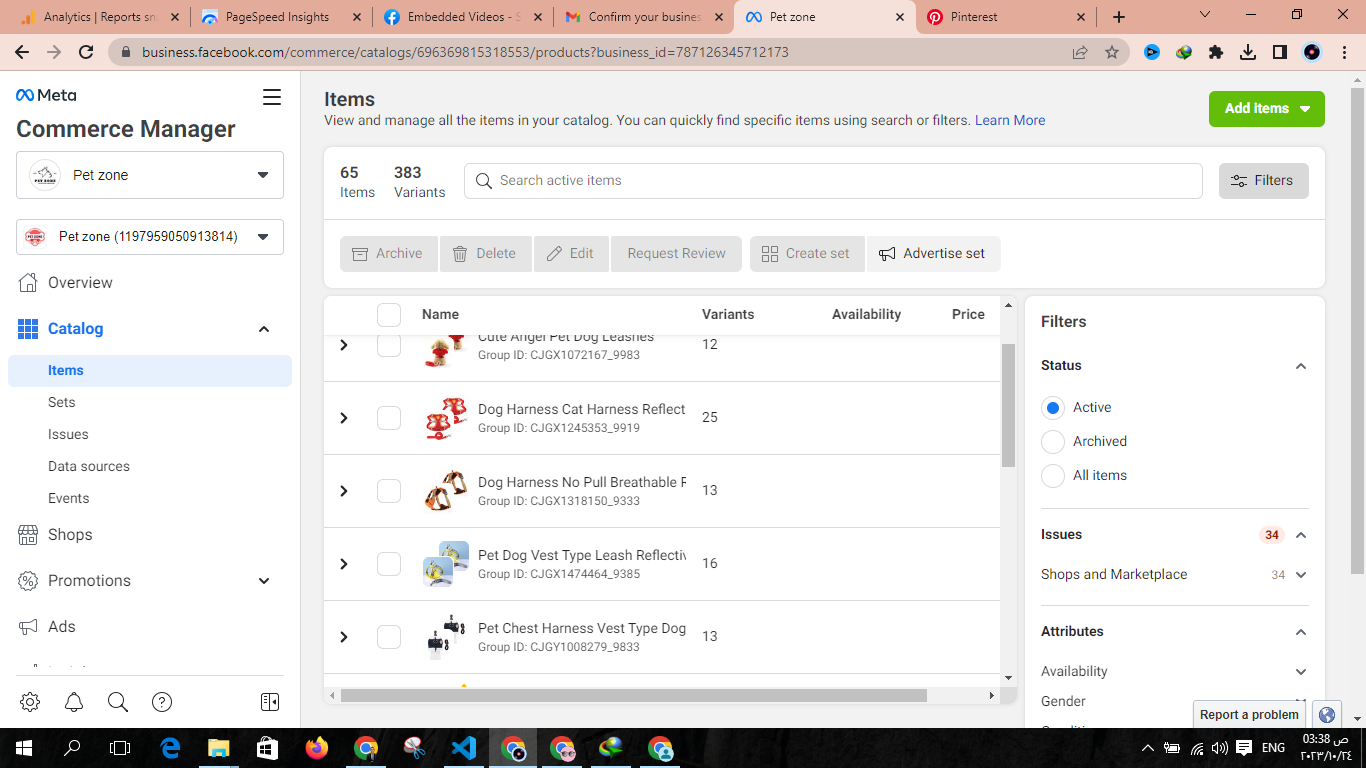 Analytics | Reports sn
PageSpeed Insights
Embedded Videos - S
Confirm your busines
Pet zone
Pinterest
business.facebook.com/commerce/catalogs/696369815318553/products?business_id=787126345712173
Meta
Commerce Manager
Pet zone
Pet zone (1197959050913814)
Overview
Catalog
Items
Sets
Issues
Data sources
Events
Shops
Promotions
Ads
Items
View and manage all the items in your catalog. You can quickly find specific items using search or filters. Learn More
Add items
65
Items
383
Variants
Search active items
Filters
Archive
Delete
Edit
Request Review
Create set
Advertise set
Name
Variants
Availability
Price
Cute Angel Pet Dog Leashes
Group ID: CJGX1072167_9983
12
Dog Harness Cat Harness Reflect
Group ID: CJGX1245353_9919
25
Dog Harness No Pull Breathable R
Group ID: CJGX1318150_9333
13
Pet Dog Vest Type Leash Reflectiv
Group ID: CJGX1474464_9385
16
Pet Chest Harness Vest Type Dog
Group ID: CJGY1008279_9833
13
Filters
Status
Active
Archived
All items
Issues
34
Shops and Marketplace
34
Attributes
Availability
Gender
Report a problem
ENG
03:38 ص
٢٠٢٣/١٠/٢٤